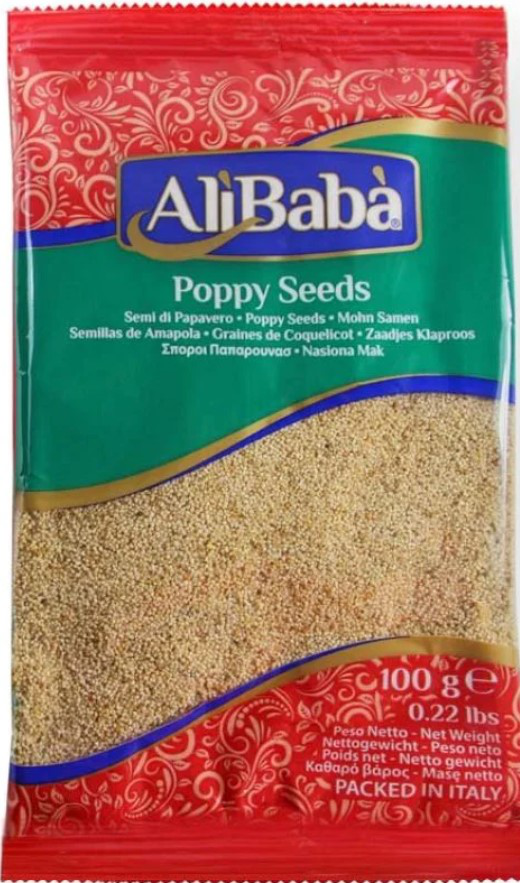 AlìBabà®
Poppy Seeds
Semi di Papavero • Poppy Seeds • Mohn Samen
Semillas de Amapola • Graines de Coquelicot • Zaadjes Klaproos
Σποροι Παπαρουνασ • Nasiona Mak
100 g ℮
0.22 lbs
Peso Netto - Net Weight
Nettogewicht - Peso neto
Poids net - Netto gewicht
Καθαρό βάρος - Masę netto
PACKED IN ITALY